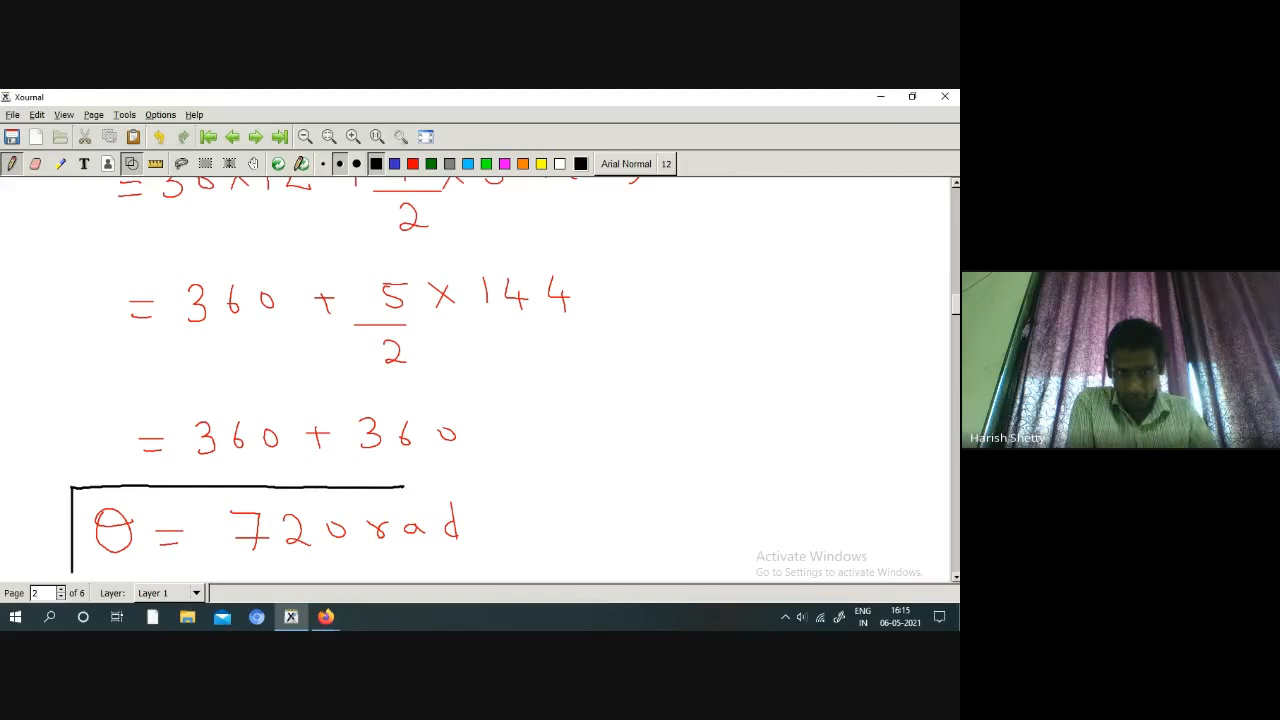 Xournal
File Edit View Page Tools Options Help
Arial Normal 12
2
= 360 + 5 × 144
2
= 360 + 360
θ = 720 rad
Activate Windows
Go to Settings to activate Windows.
Page 2 of 6 Layer: Layer 1
ENG 16:15
IN 06-05-2021
Harish Shetty